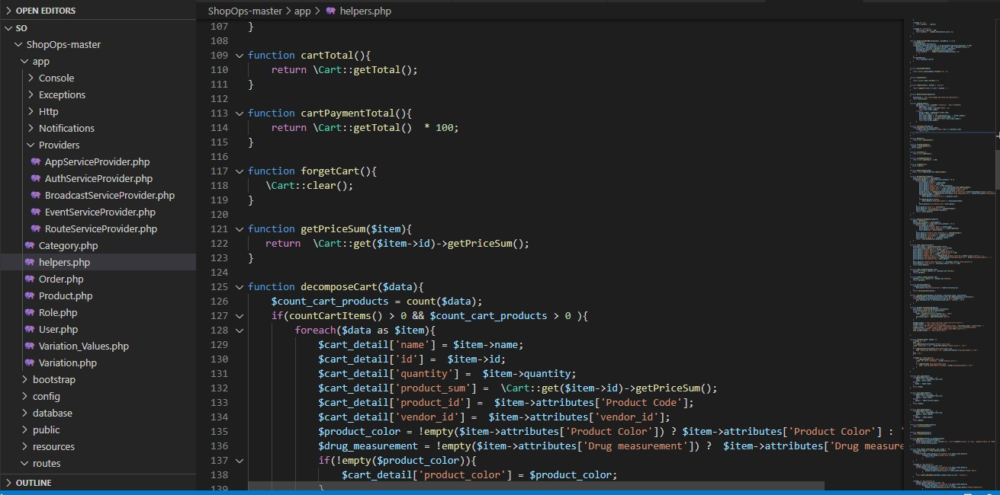 OPEN EDITORS
SO
ShopOps-master
app
Console
Exceptions
Http
Notifications
Providers
AppServiceProvider.php
AuthServiceProvider.php
BroadcastServiceProvider.php
EventServiceProvider.php
RouteServiceProvider.php
Category.php
helpers.php
Order.php
Product.php
Role.php
User.php
Variation_Values.php
Variation.php
bootstrap
config
database
public
resources
routes
OUTLINE
ShopOps-master > app > helpers.php
107 }
108
109 function cartTotal(){
110 return \Cart::getTotal();
111 }
112
113 function cartPaymentTotal(){
114 return \Cart::getTotal()  * 100;
115 }
116
117 function forgetCart(){
118 \Cart::clear();
119 }
120
121 function getPriceSum($item){
122 return  \Cart::get($item->id)->getPriceSum();
123 }
124
125 function decomposeCart($data){
126 $count_cart_products = count($data);
127 if(countCartItems() > 0 && $count_cart_products > 0 ){
128 foreach($data as $item){
129 $cart_detail['name'] = $item->name;
130 $cart_detail['id'] =  $item->id;
131 $cart_detail['quantity'] =  $item->quantity;
132 $cart_detail['product_sum'] =  \Cart::get($item->id)->getPriceSum();
133 $cart_detail['product_id'] =  $item->attributes['Product Code'];
134 $cart_detail['vendor_id'] =  $item->attributes['vendor_id'];
135 $product_color = !empty($item->attributes['Product Color']) ? $item->attributes['Product Color'] : '
136 $drug_measurement = !empty($item->attributes['Drug measurement']) ?  $item->attributes['Drug measure
137 if(!empty($product_color)){
138 $cart_detail['product_color'] = $product_color;
139 }